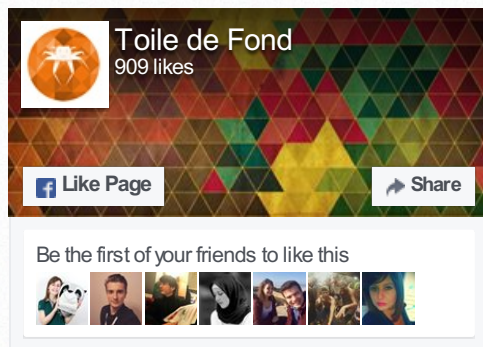 Toile de Fond
909 likes
Like Page
Share
Be the first of your friends to like this